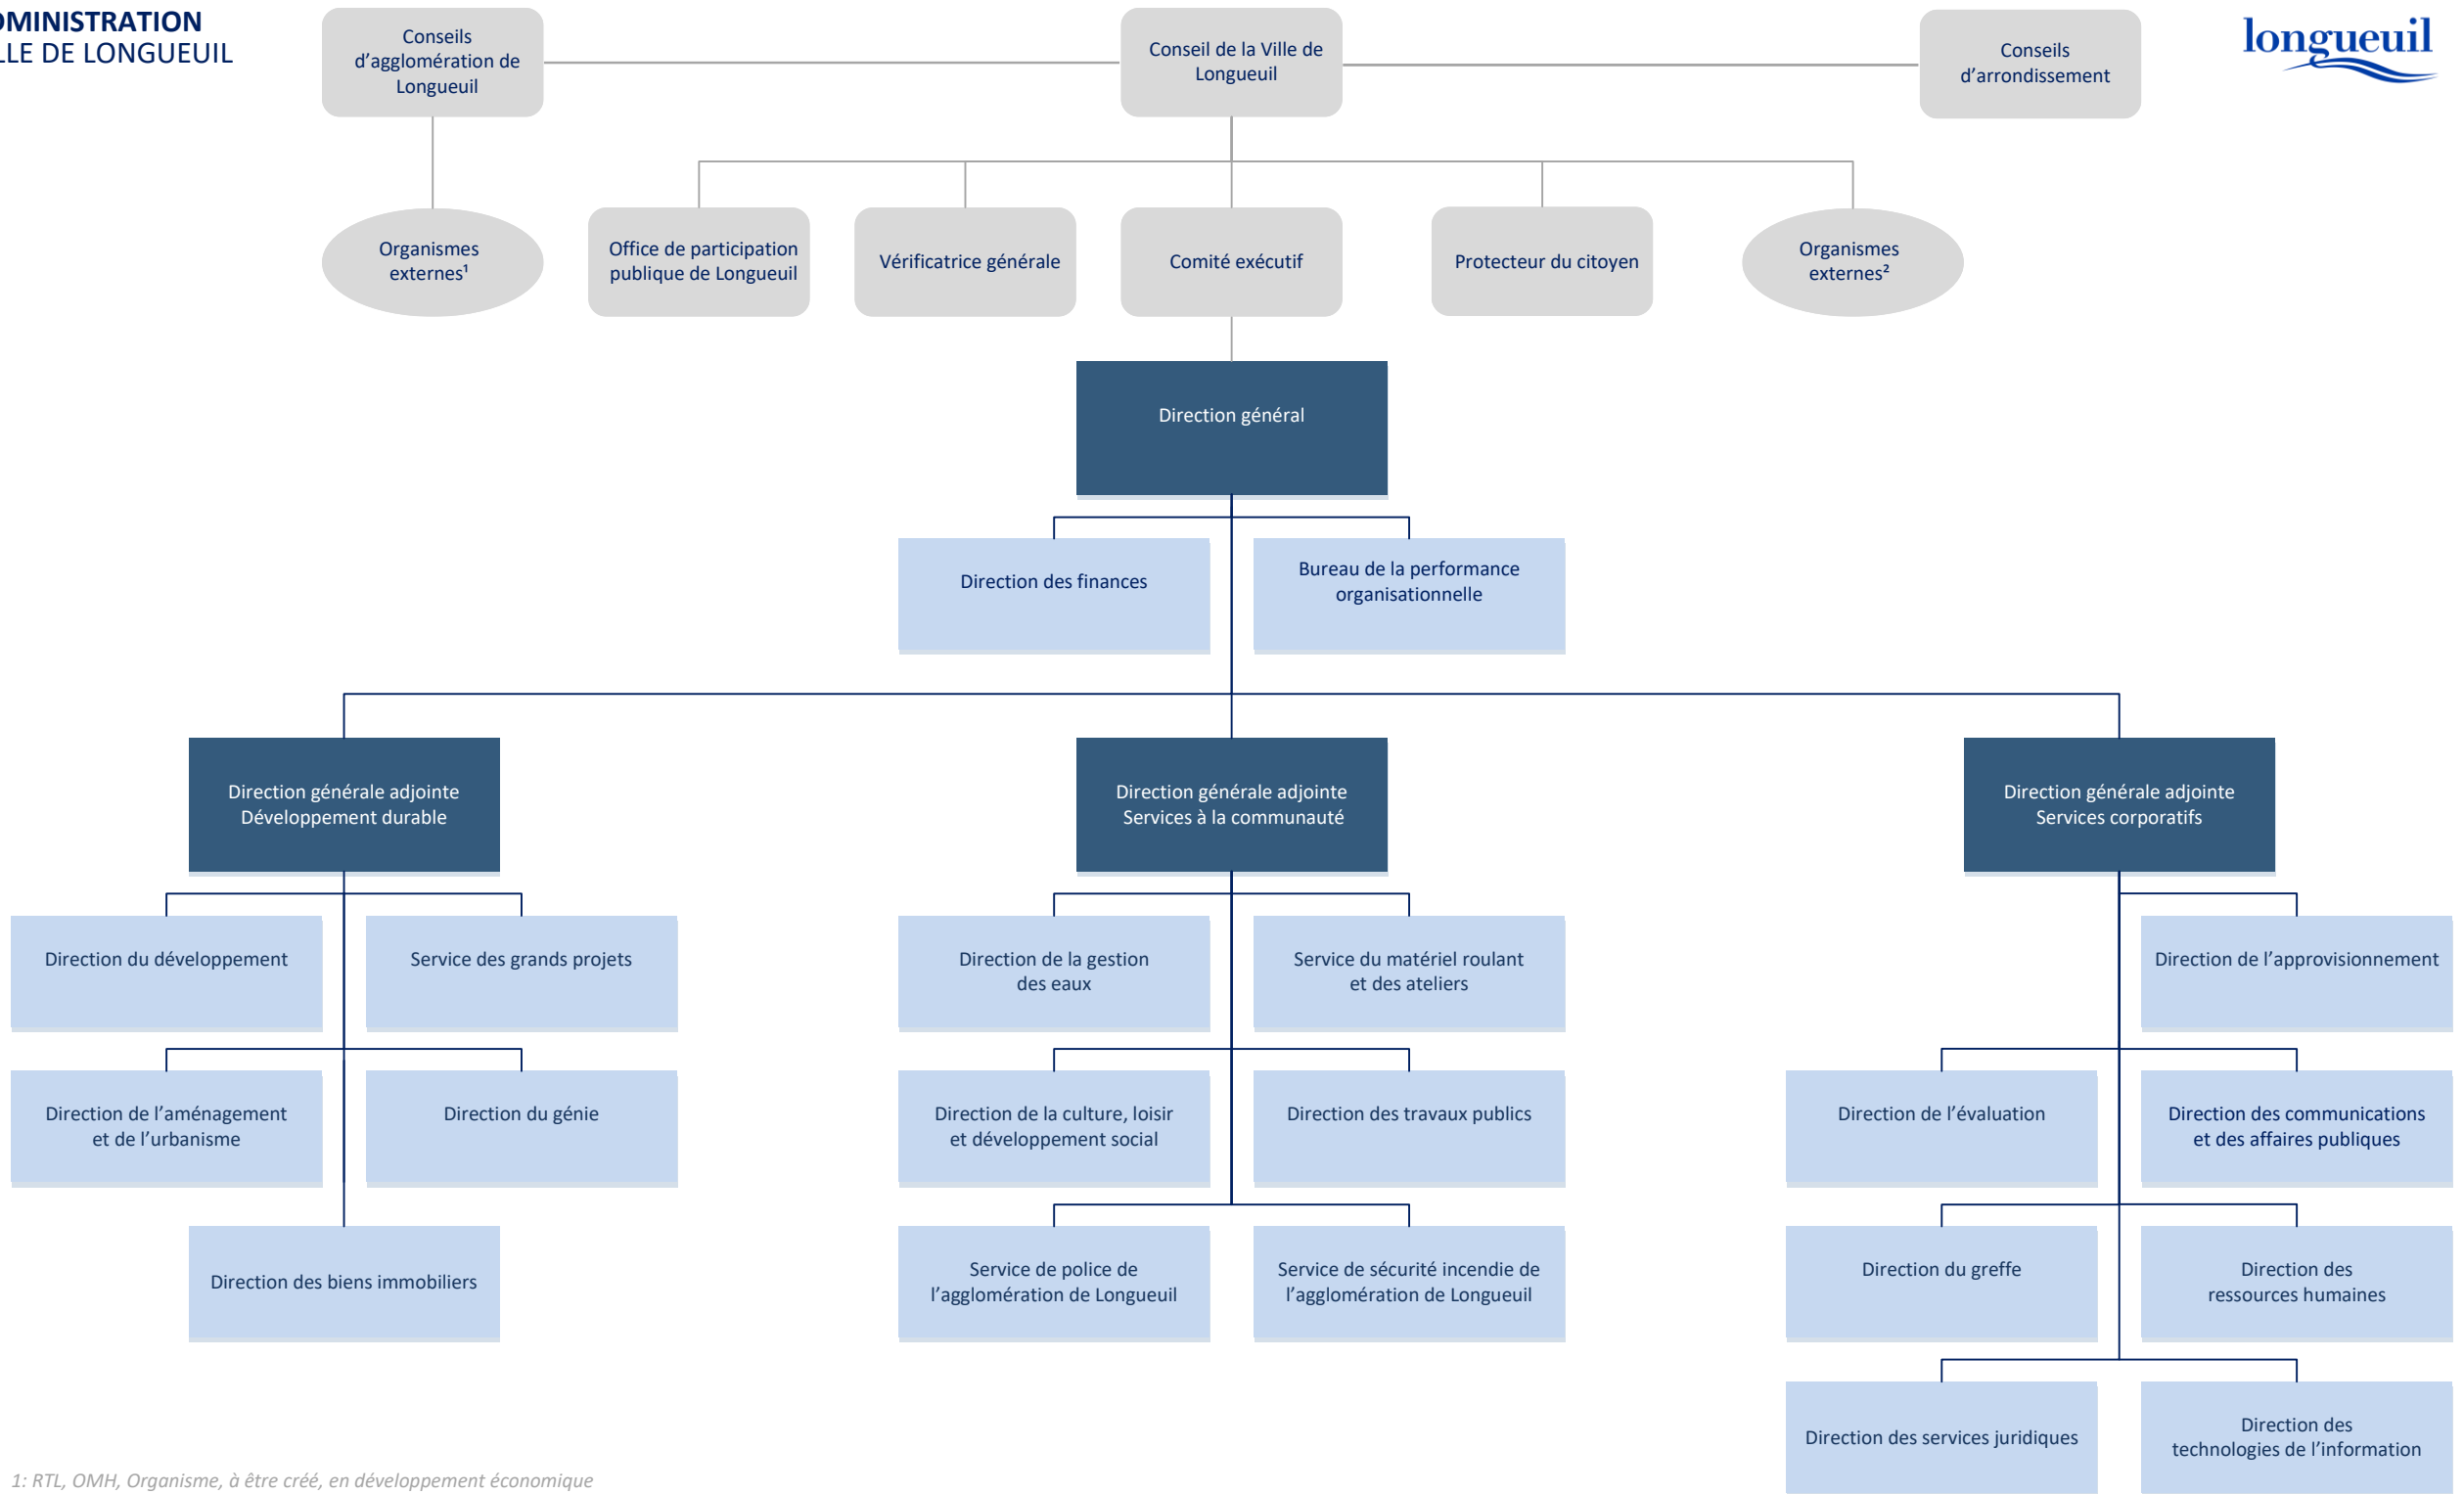 DMINISTRATION
LLE DE LONGUEUIL
Conseils
d’agglomération de
Longueuil
Conseil de la Ville de
Longueuil
Conseils
d’arrondissement
longueuil
Organismes
externes¹
Office de participation
publique de Longueuil
Vérificatrice générale
Comité exécutif
Protecteur du citoyen
Organismes
externes²
Direction général
Direction des finances
Bureau de la performance
organisationnelle
Direction générale adjointe
Développement durable
Direction générale adjointe
Services à la communauté
Direction générale adjointe
Services corporatifs
Direction du développement
Service des grands projets
Direction de la gestion
des eaux
Service du matériel roulant
et des ateliers
Direction de l’approvisionnement
Direction de l’aménagement
et de l’urbanisme
Direction du génie
Direction de la culture, loisir
et développement social
Direction des travaux publics
Direction de l’évaluation
Direction des communications
et des affaires publiques
Direction des biens immobiliers
Service de police de
l’agglomération de Longueuil
Service de sécurité incendie de
l’agglomération de Longueuil
Direction du greffe
Direction des
ressources humaines
Direction des services juridiques
Direction des
technologies de l’information
1: RTL, OMH, Organisme, à être créé, en développement économique